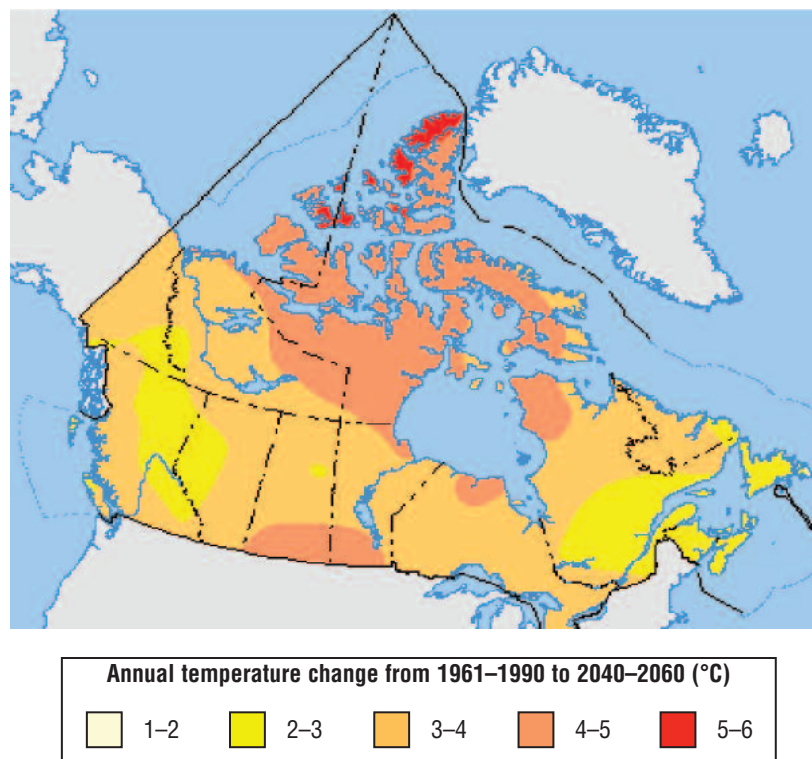 Annual temperature change from 1961–1990 to 2040–2060 (°C)
1–2 2–3 3–4 4–5 5–6